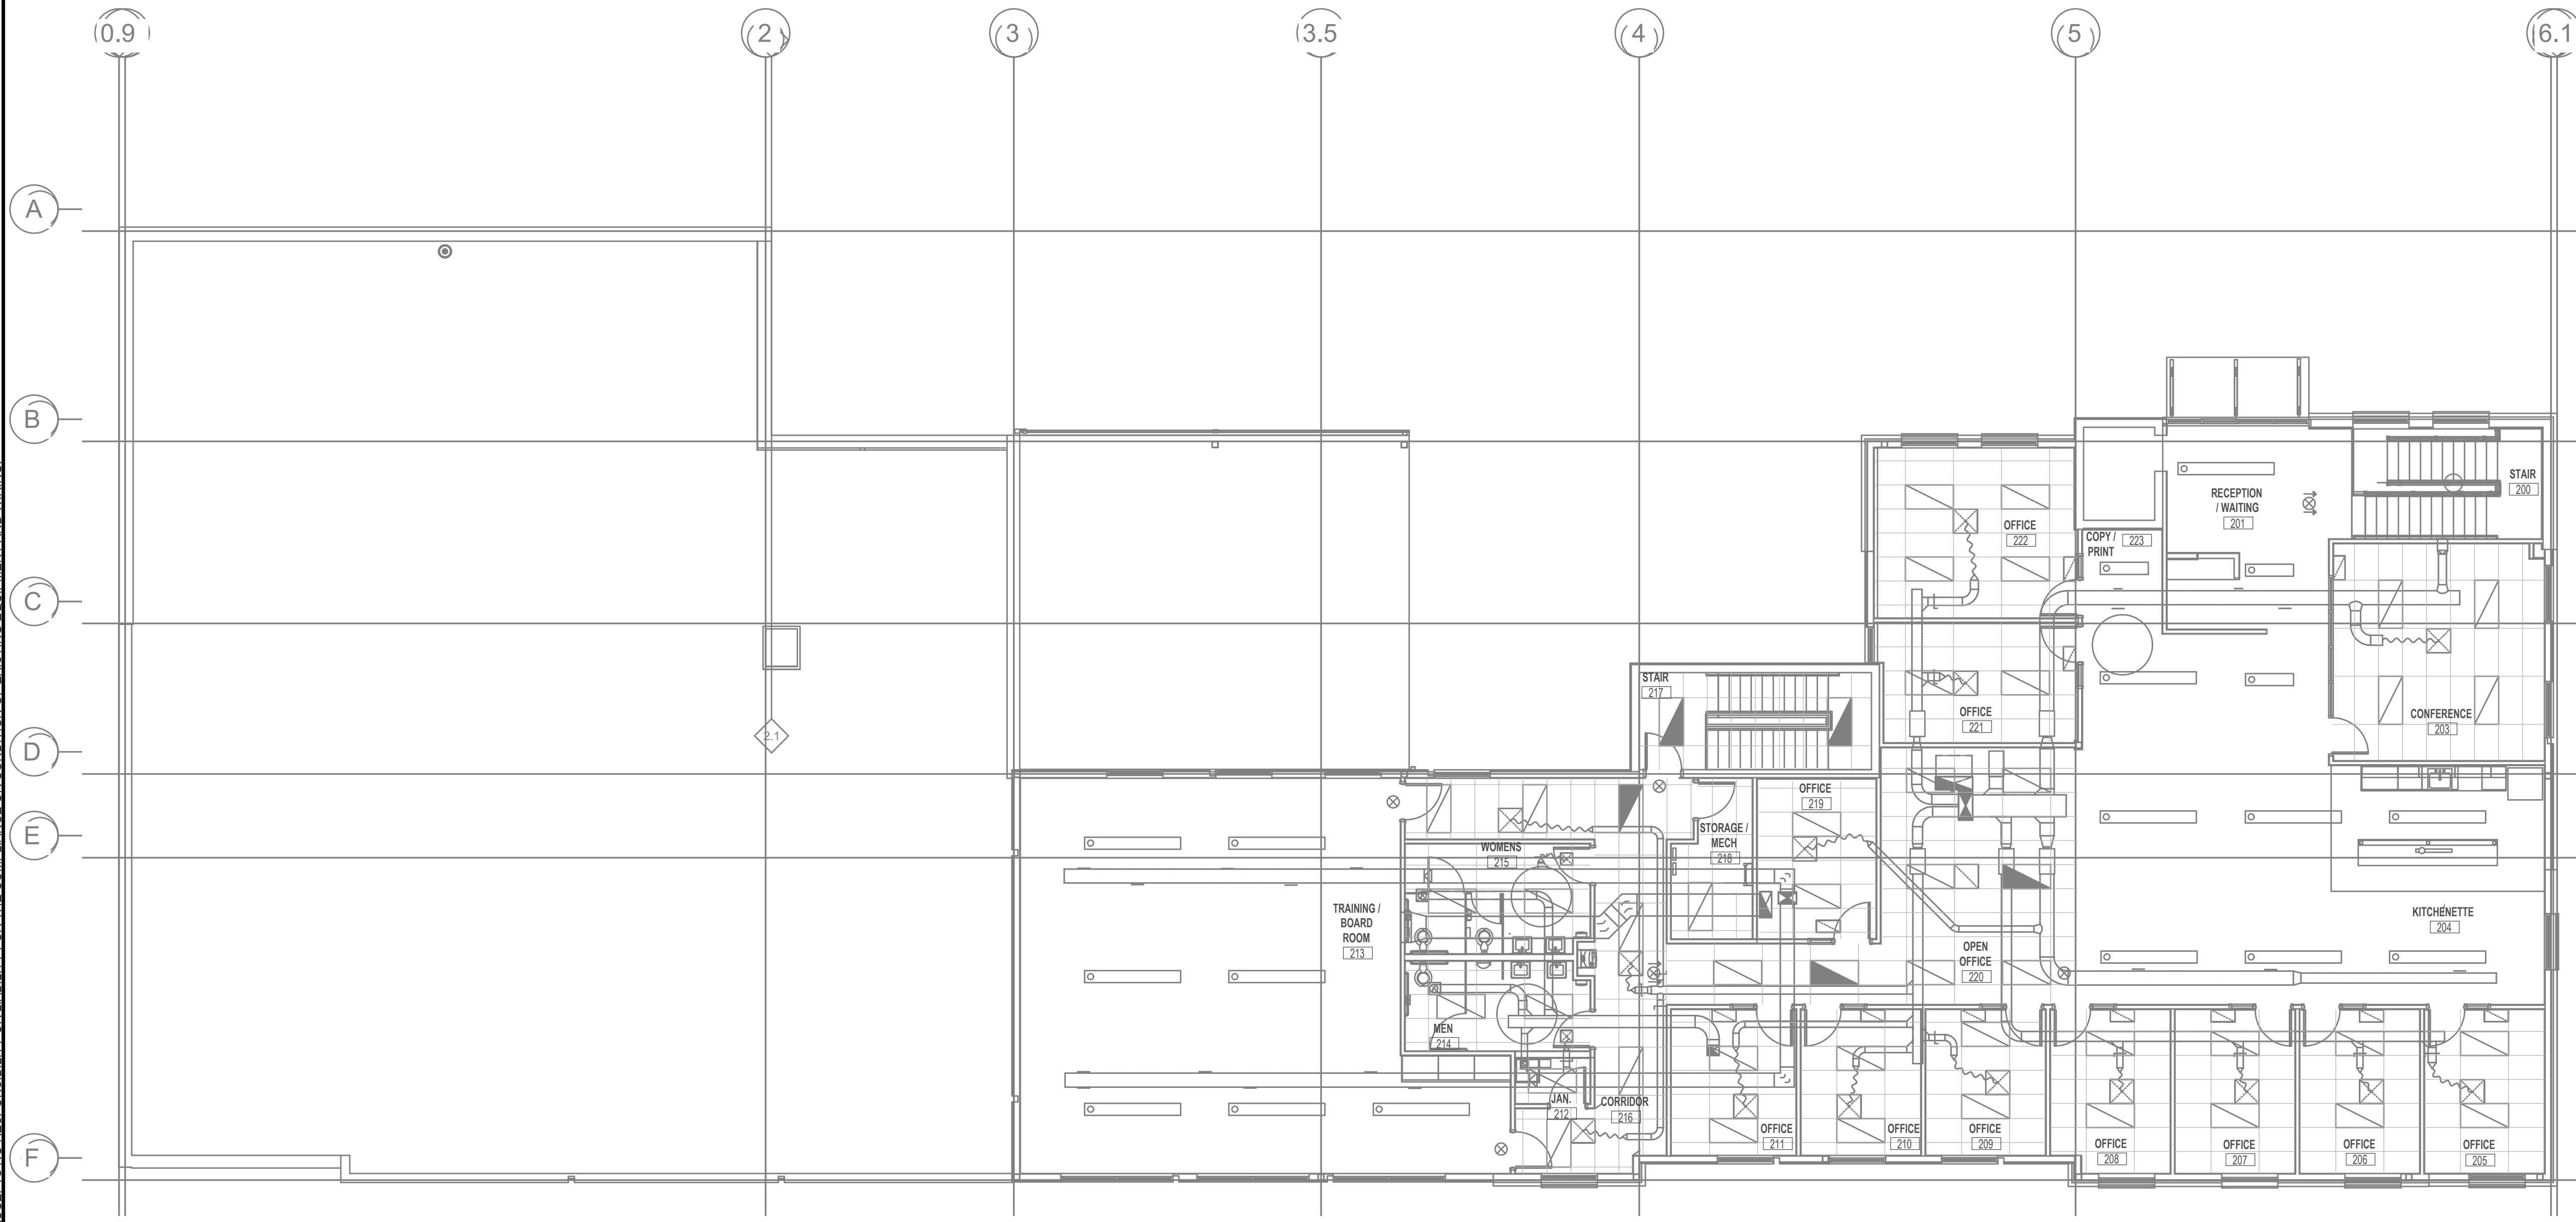 0.9
2
3
3.5
4
5
6.1
A
B
C
D
E
F
2.1
STAIR
200
RECEPTION
/ WAITING
201
OFFICE
222
COPY /
PRINT
223
STAIR
217
OFFICE
221
CONFERENCE
203
OFFICE
219
STORAGE /
MECH
218
WOMENS
215
TRAINING /
BOARD
ROOM
213
KITCHENETTE
204
OPEN
OFFICE
220
MEN
214
JAN.
212
CORRIDOR
216
OFFICE
211
OFFICE
210
OFFICE
209
OFFICE
208
OFFICE
207
OFFICE
206
OFFICE
205